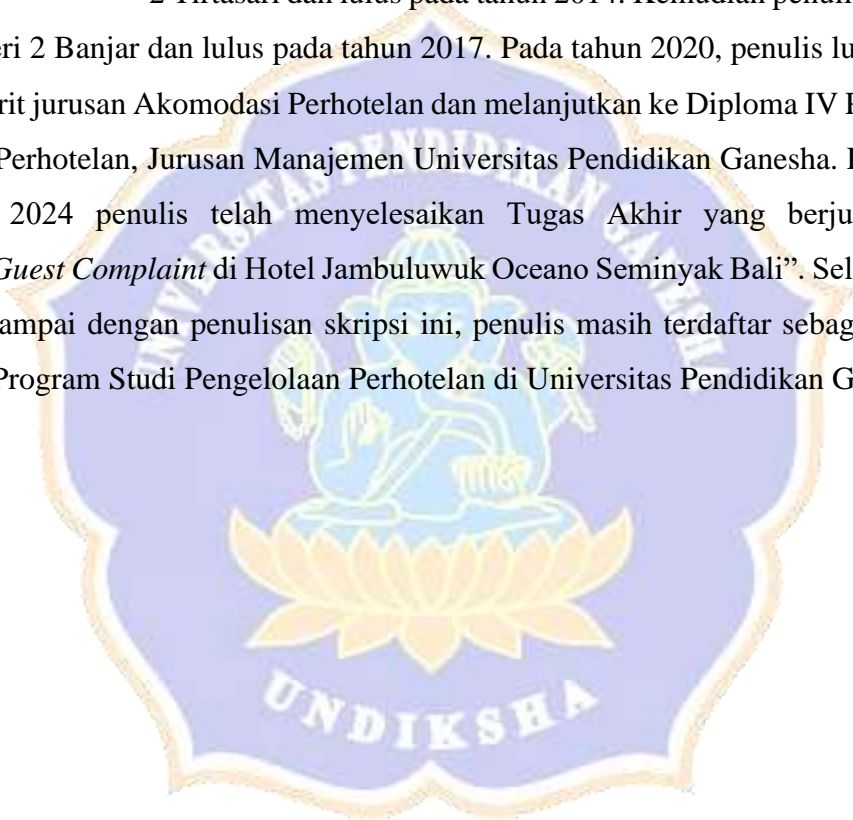 2 Tirtasari dan lulus pada tahun 2014. Kemudian penuli
eri 2 Banjar dan lulus pada tahun 2017. Pada tahun 2020, penulis lu
rit jurusan Akomodasi Perhotelan dan melanjutkan ke Diploma IV
Perhotelan, Jurusan Manajemen Universitas Pendidikan Ganesha.
2024 penulis telah menyelesaikan Tugas Akhir yang berju
Guest Complaint di Hotel Jambuluwuk Oceano Seminyak Bali”. Sel
ampai dengan penulisan skripsi ini, penulis masih terdaftar sebag
Program Studi Pengelolaan Perhotelan di Universitas Pendidikan G
UNIVERSITAS PENDIDIKAN GANESHA
UNDIKSHA